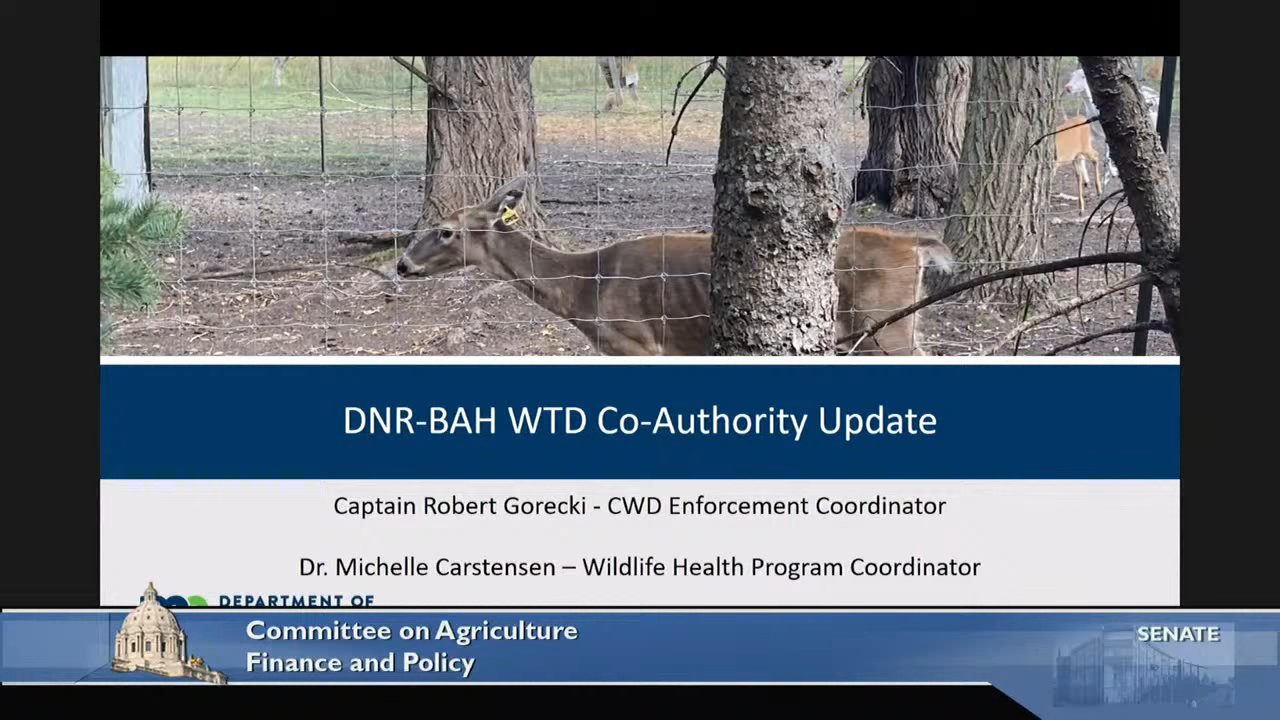 DNR-BAH WTD Co-Authority Update
Captain Robert Gorecki - CWD Enforcement Coordinator
Dr. Michelle Carstensen – Wildlife Health Program Coordinator
DEPARTMENT OF
Committee on Agriculture
Finance and Policy
SENATE